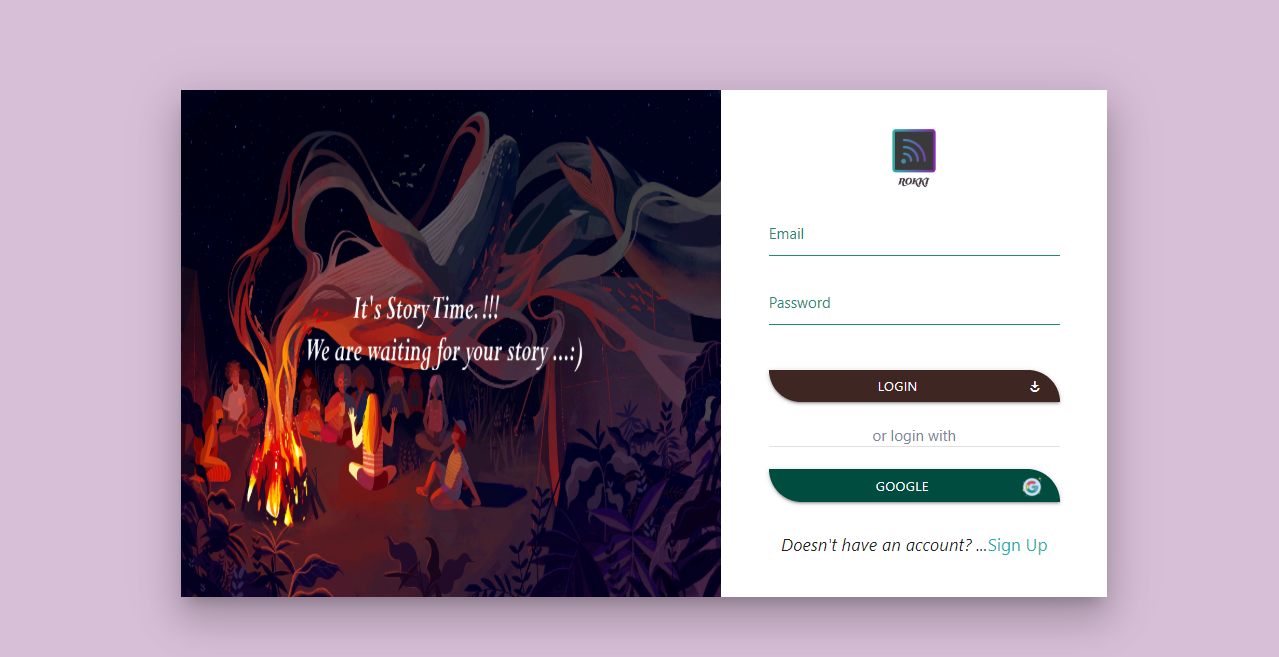 It's Story Time. !!!
We are waiting for your story ...:)
ROKKJ
Email
Password
LOGIN
or login with
GOOGLE
Doesn't have an account? ...Sign Up